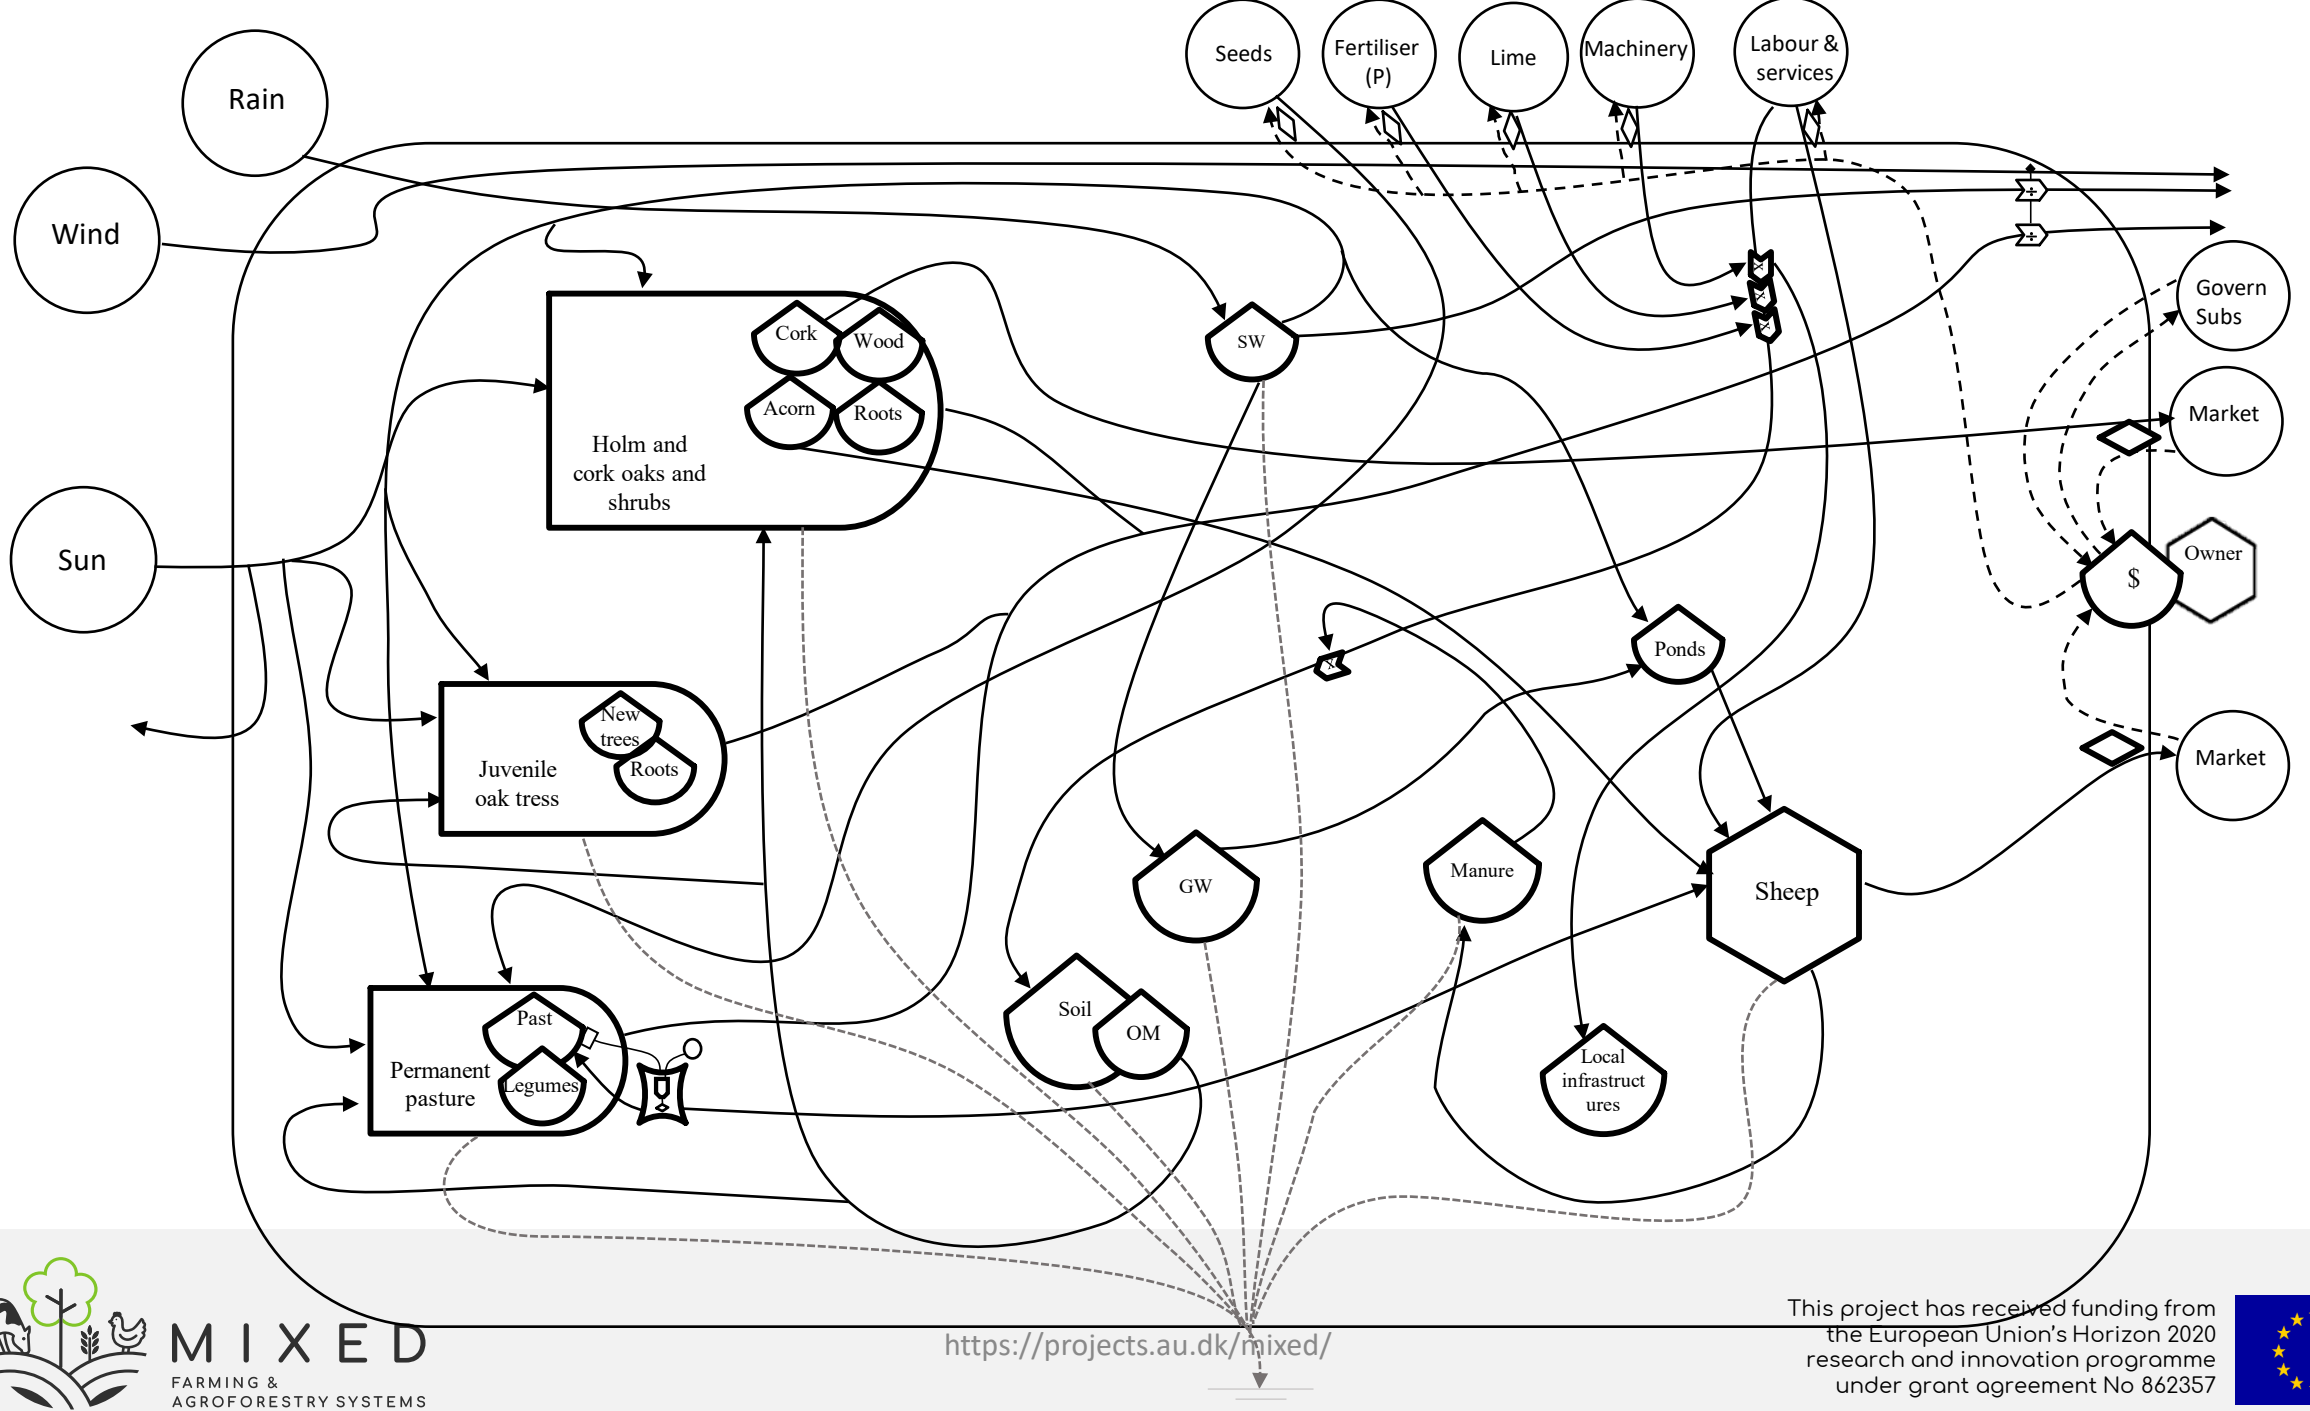 Rain
Wind
Sun
Seeds
Fertiliser
(P)
Lime
Machinery
Labour &
services
÷
÷
Govern
Subs
Market
Owner
$
Market
Cork
Wood
Acorn
Roots
Holm and
cork oaks and
shrubs
SW
X
X
X
X
Ponds
New
trees
Roots
Juvenile
oak tress
GW
Manure
Sheep
Past
Legumes
Permanent
pasture
Soil
OM
Local
infrastruct
ures
MIXED
FARMING &
AGROFORESTRY SYSTEMS
https://projects.au.dk/mixed/
This project has received funding from
the European Union's Horizon 2020
research and innovation programme
under grant agreement No 862357